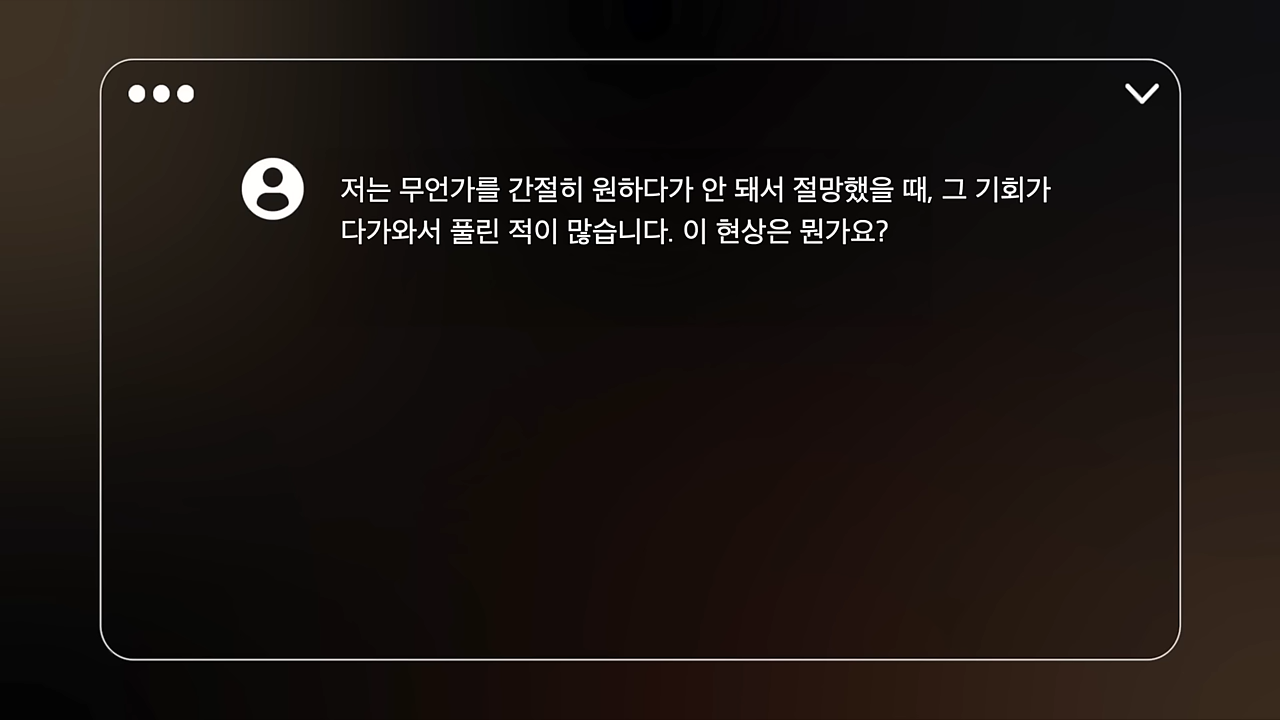 저는 무언가를 간절히 원하다가 안 돼서 절망했을 때, 그 기회가
다가와서 풀린 적이 많습니다. 이 현상은 뭔가요?